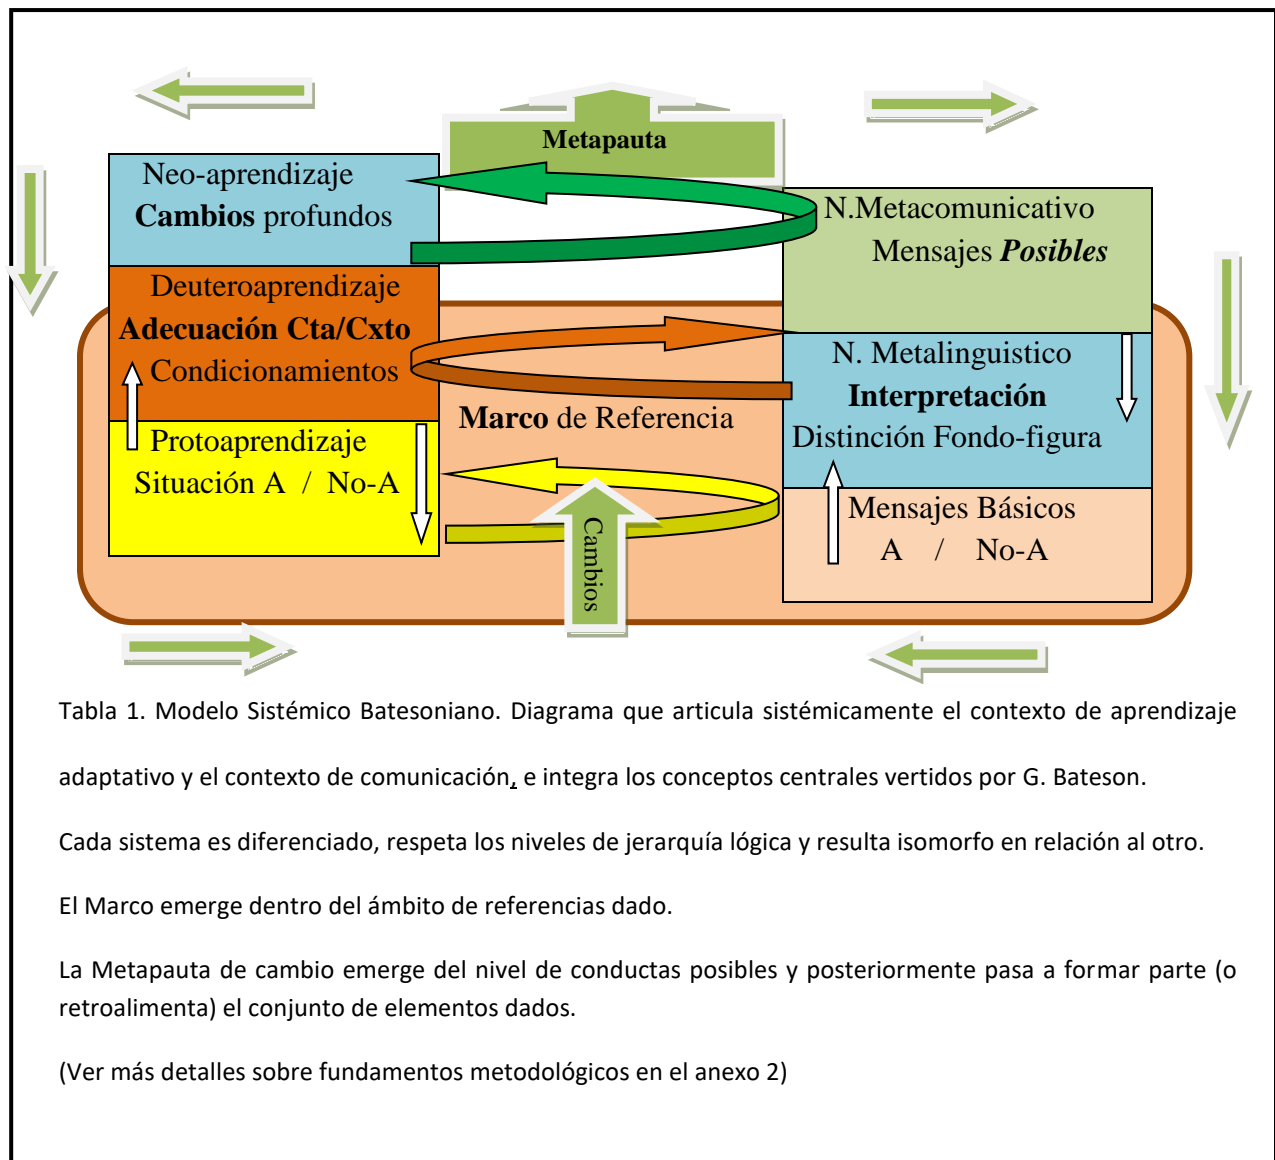 Metapauta
Neo-aprendizaje
Cambios profundos
Deuteroaprendizaje
Adecuación Cta/Cxto
Condicionamientos
Protoaprendizaje
Situación A / No-A
Marco de Referencia
Cambios
N.Metacomunicativo
Mensajes Posibles
N. Metalinguistico
Interpretación
Distinción Fondo-figura
Mensajes Básicos
A / No-A
Tabla 1. Modelo Sistémico Batesoniano. Diagrama que articula sistémicamente el contexto de aprendizaje
adaptativo y el contexto de comunicación, e integra los conceptos centrales vertidos por G. Bateson.
Cada sistema es diferenciado, respeta los niveles de jerarquía lógica y resulta isomorfo en relación al otro.
El Marco emerge dentro del ámbito de referencias dado.
La Metapauta de cambio emerge del nivel de conductas posibles y posteriormente pasa a formar parte (o
retroalimenta) el conjunto de elementos dados.
(Ver más detalles sobre fundamentos metodológicos en el anexo 2)